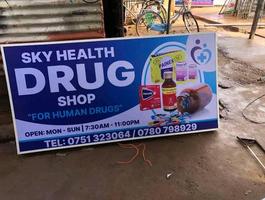 SKY HEALTH
DRUG
SHOP
"FOR HUMAN DRUGS"
OPEN: MON - SUN | 7:30AM - 11:00PM
TEL: 0751 323064 / 0780 798929